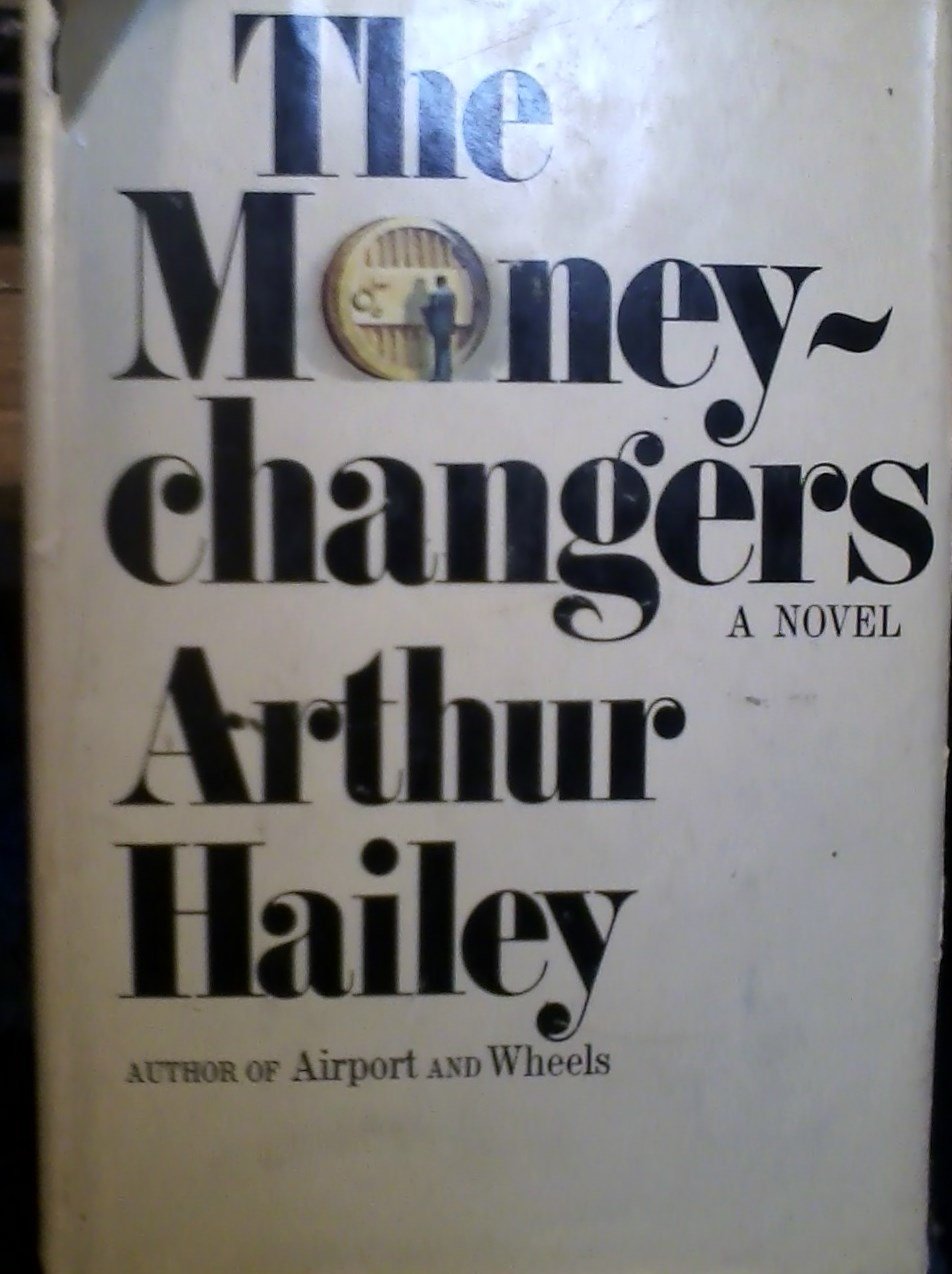 The
Money-
changers
A NOVEL
Arthur
Hailey
AUTHOR OF Airport AND Wheels